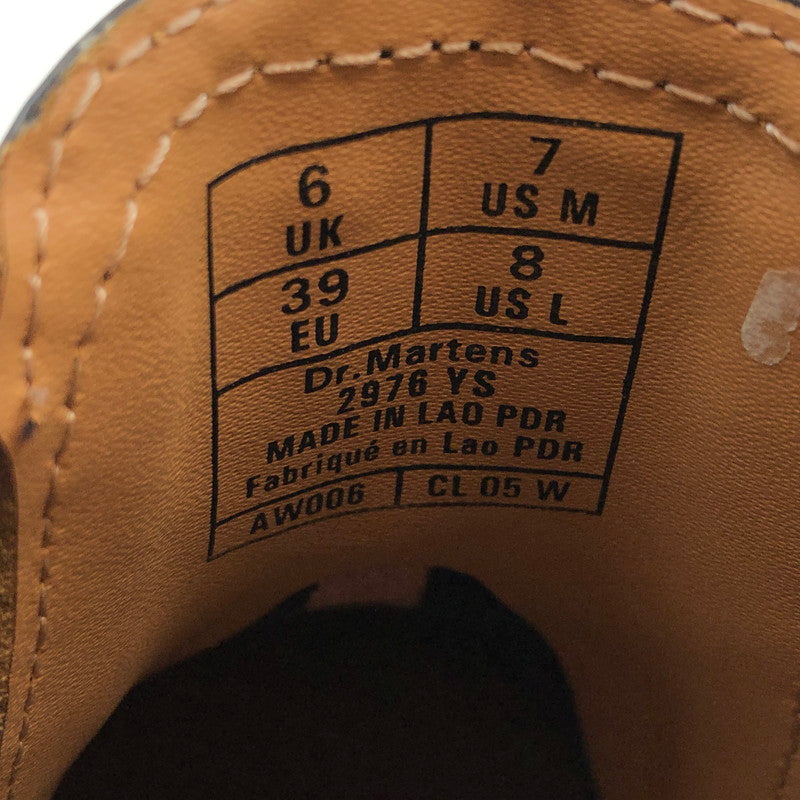 6
UK
7
US M
39
EU
8
US L
Dr. Martens
2976 YS
MADE IN LAO PDR
Fabriqué en Lao PDR
AW006
CL 05 W